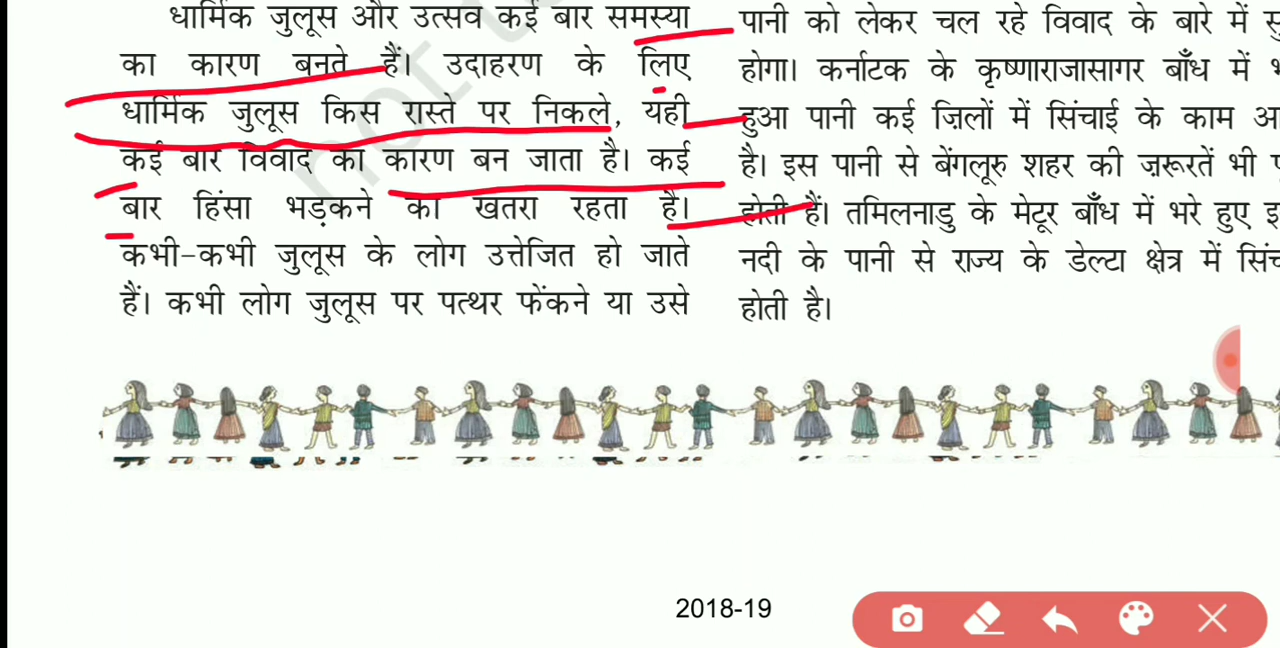 धार्मिक जुलूस और उत्सव कई बार समस्या
का कारण बनते हैं। उदाहरण के लिए
धार्मिक जुलूस किस रास्ते पर निकले, यही
कई बार विवाद का कारण बन जाता है। कई
बार हिंसा भड़कने का खतरा रहता है।
कभी-कभी जुलूस के लोग उत्तेजित हो जाते
हैं। कभी लोग जुलूस पर पत्थर फेंकने या उसे
पानी को लेकर चल रहे विवाद के बारे में
होगा। कर्नाटक के कृष्णाराजासागर बाँध में
हुआ पानी कई ज़िलों में सिंचाई के काम
है। इस पानी से बेंगलूरु शहर की ज़रूरतें भी
होती हैं। तमिलनाडु के मेटूर बाँध में भरे हुए
नदी के पानी से राज्य के डेल्टा क्षेत्र में
होती है।
2018-19